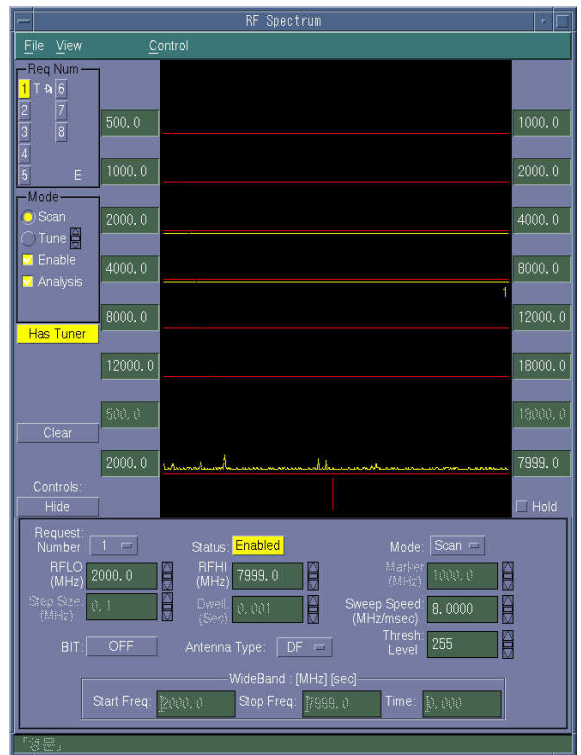 RF Spectrum
File View Control
Req Num
1 T 6
2 7
3 8
4
5 E
Mode
Scan
Tune
Enable
Analysis
Has Tuner
Clear
Controls:
Hide
500.0 1000.0
1000.0 2000.0
2000.0 4000.0
4000.0 8000.0
1
8000.0 12000.0
12000.0 18000.0
500.0 18000.0
2000.0 7999.0
Hold
Request Number 1 Status: Enabled Mode: Scan
RFLO (MHz) 2000.0 RFHI (MHz) 7999.0 Marker (MHz) 1000.0
Step Size: (MHz) 0.1 Dwell: (Sec) 0.001 Sweep Speed: (MHz/msec) 8.0000
BIT: OFF Antenna Type: DF Thresh: Level 255
WideBand : [MHz] [sec]
Start Freq: 2000.0 Stop Freq: 7999.0 Time: 0.000